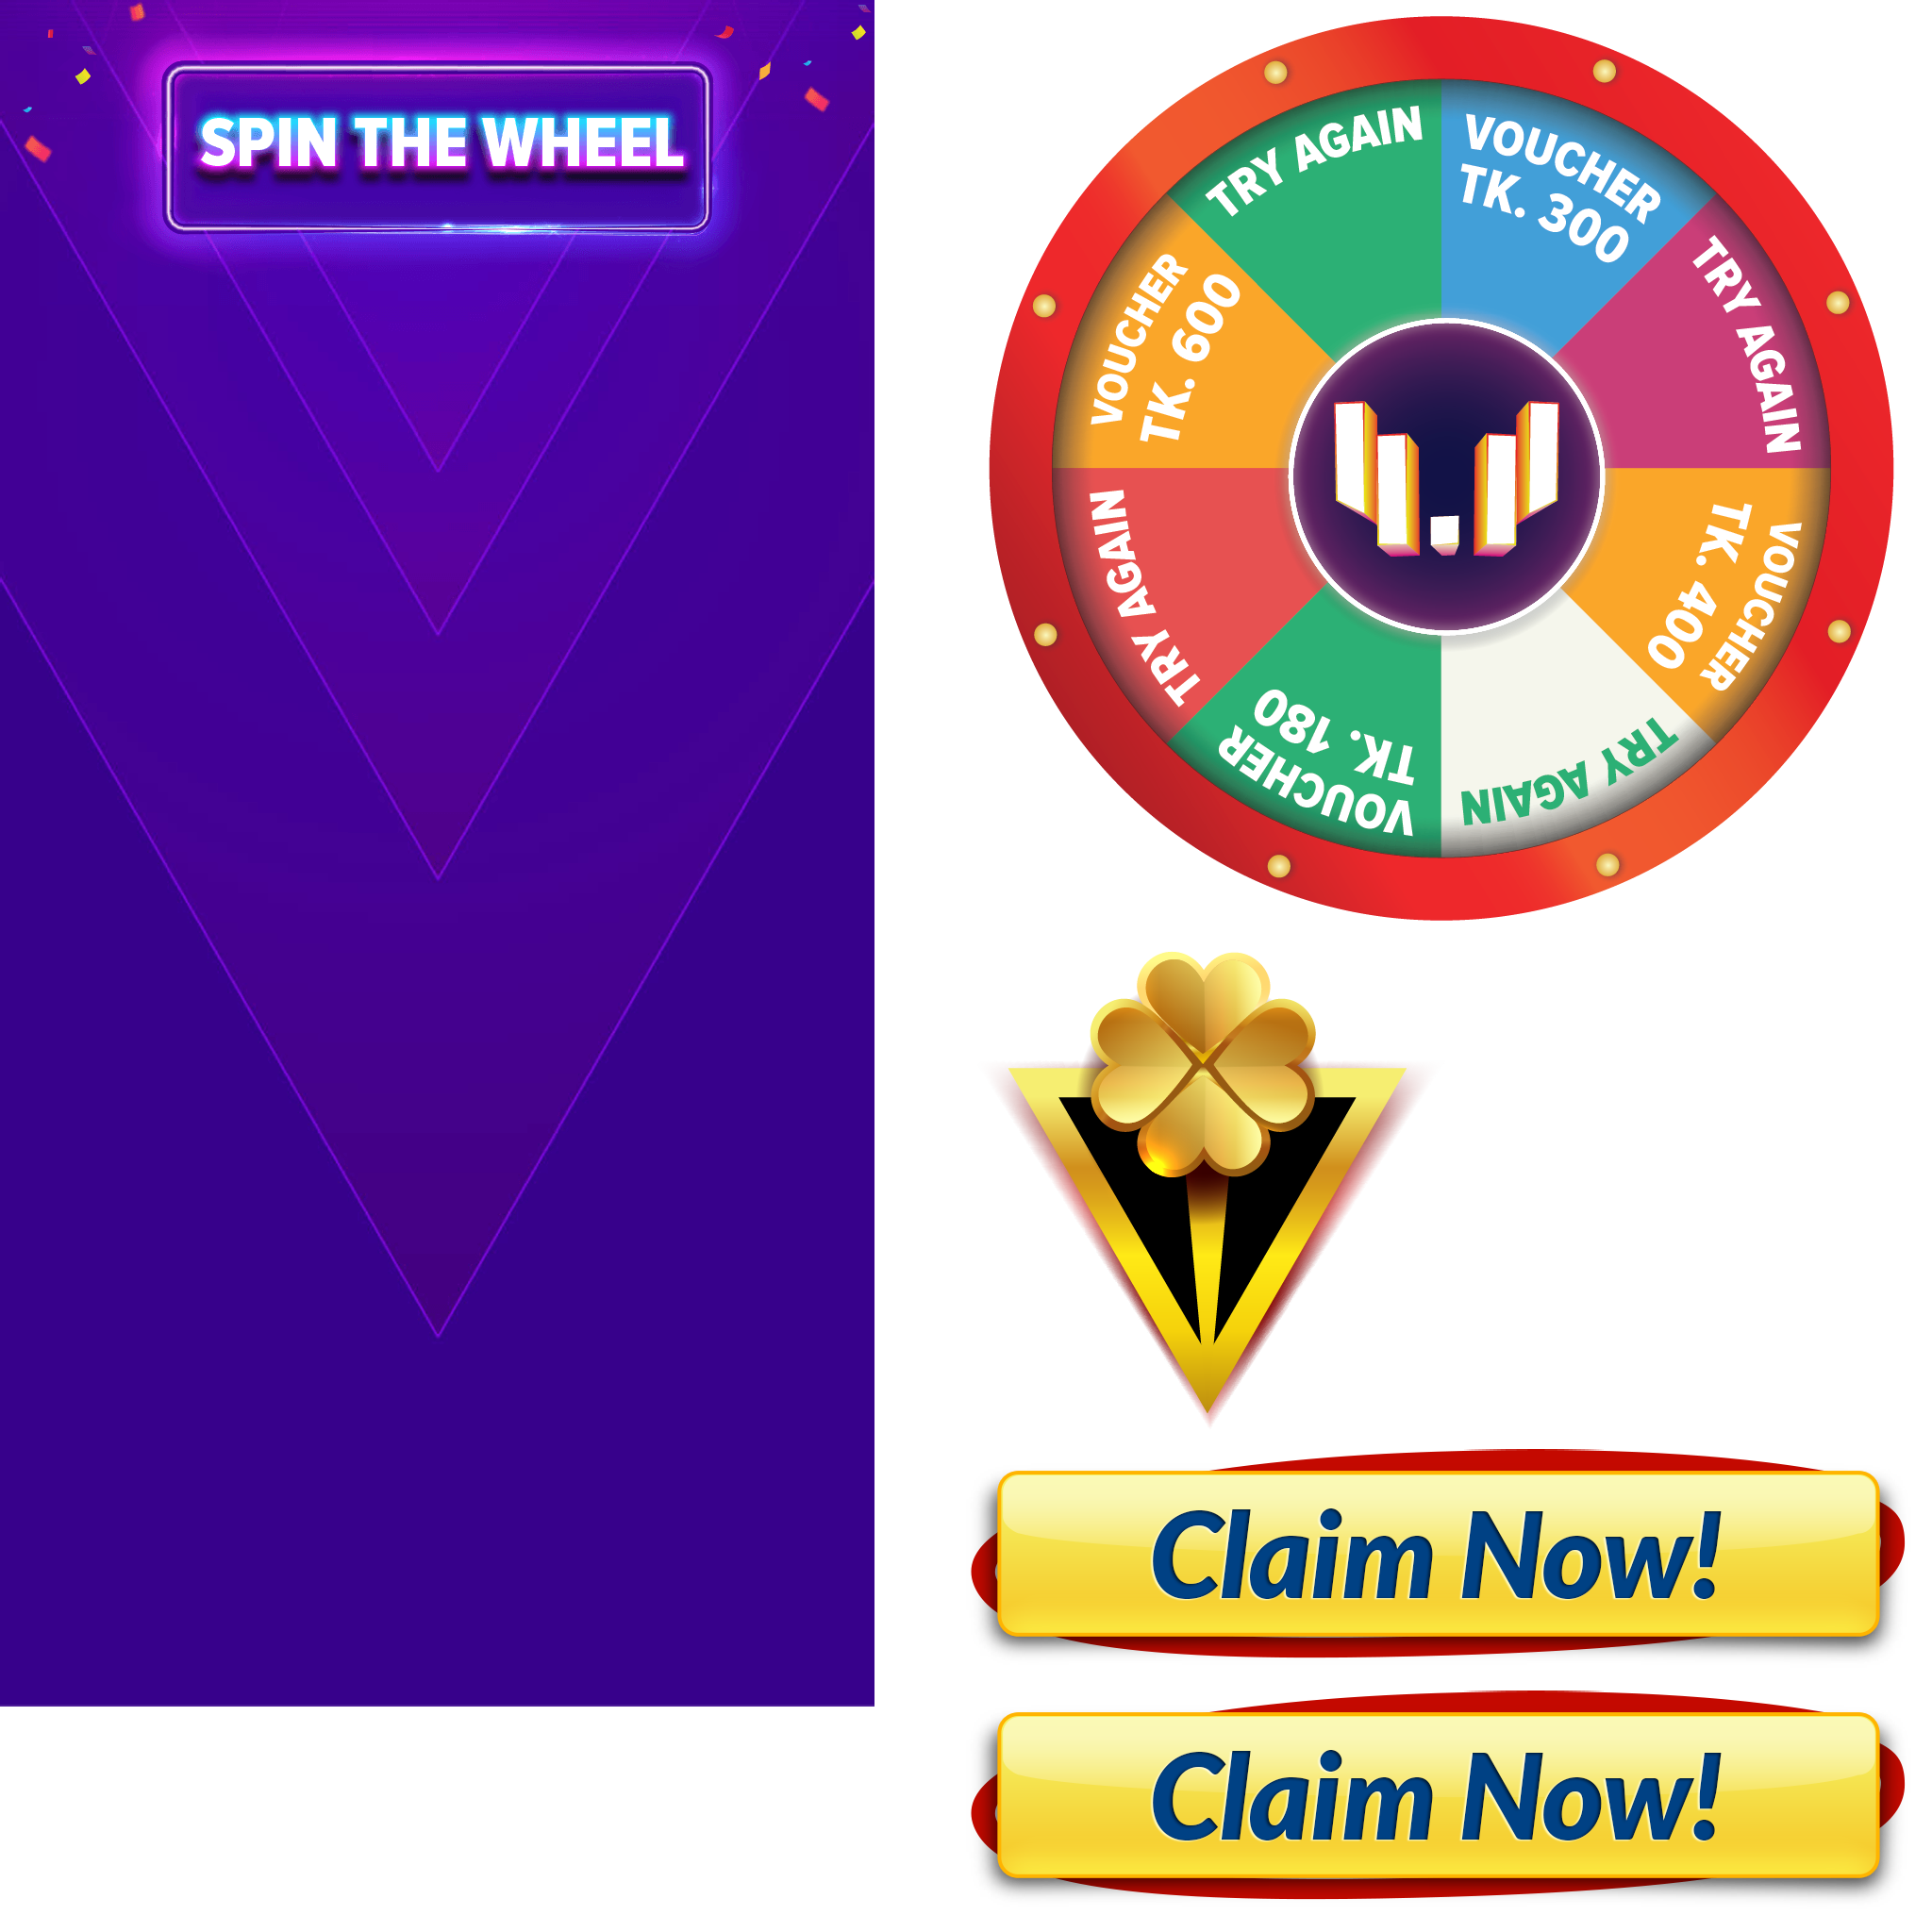 SPIN THE WHEEL
TRY AGAIN
VOUCHER
TK. 300
TRY AGAIN
VOUCHER
TK. 400
TRY AGAIN
VOUCHER
TK. 180
TRY AGAIN
VOUCHER
TK. 600
Claim Now!
Claim Now!